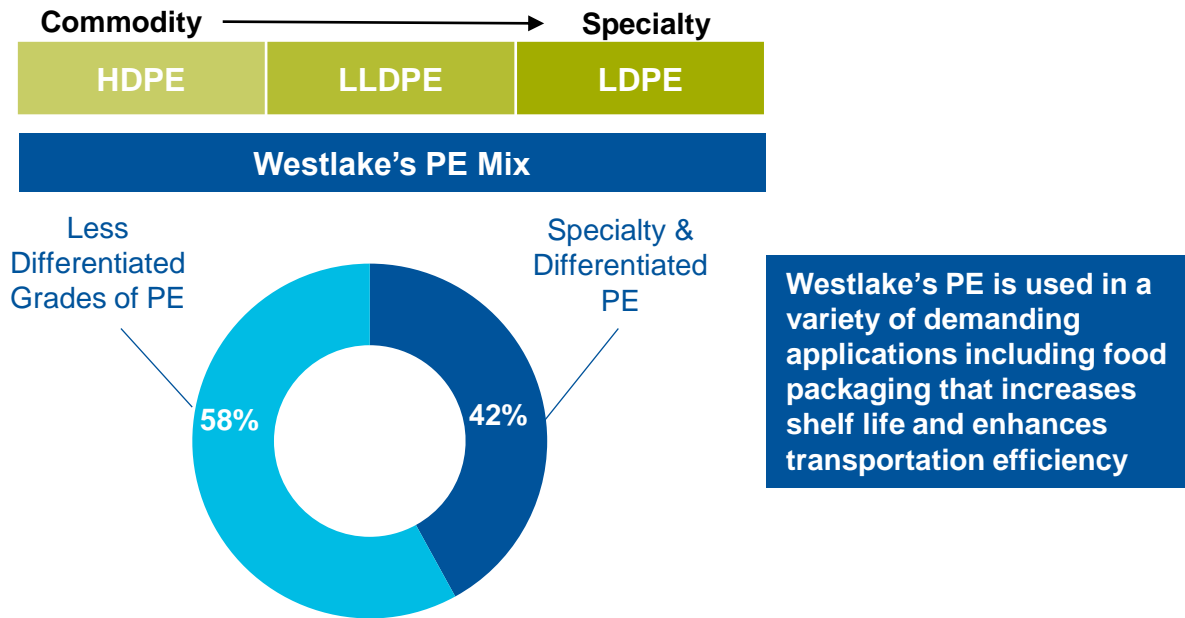 Commodity
Specialty
HDPE
LLDPE
LDPE
Westlake's PE Mix
Less
Differentiated
Grades of PE
Specialty &
Differentiated
PE
58%
42%
Westlake's PE is used in a
variety of demanding
applications including food
packaging that increases
shelf life and enhances
transportation efficiency